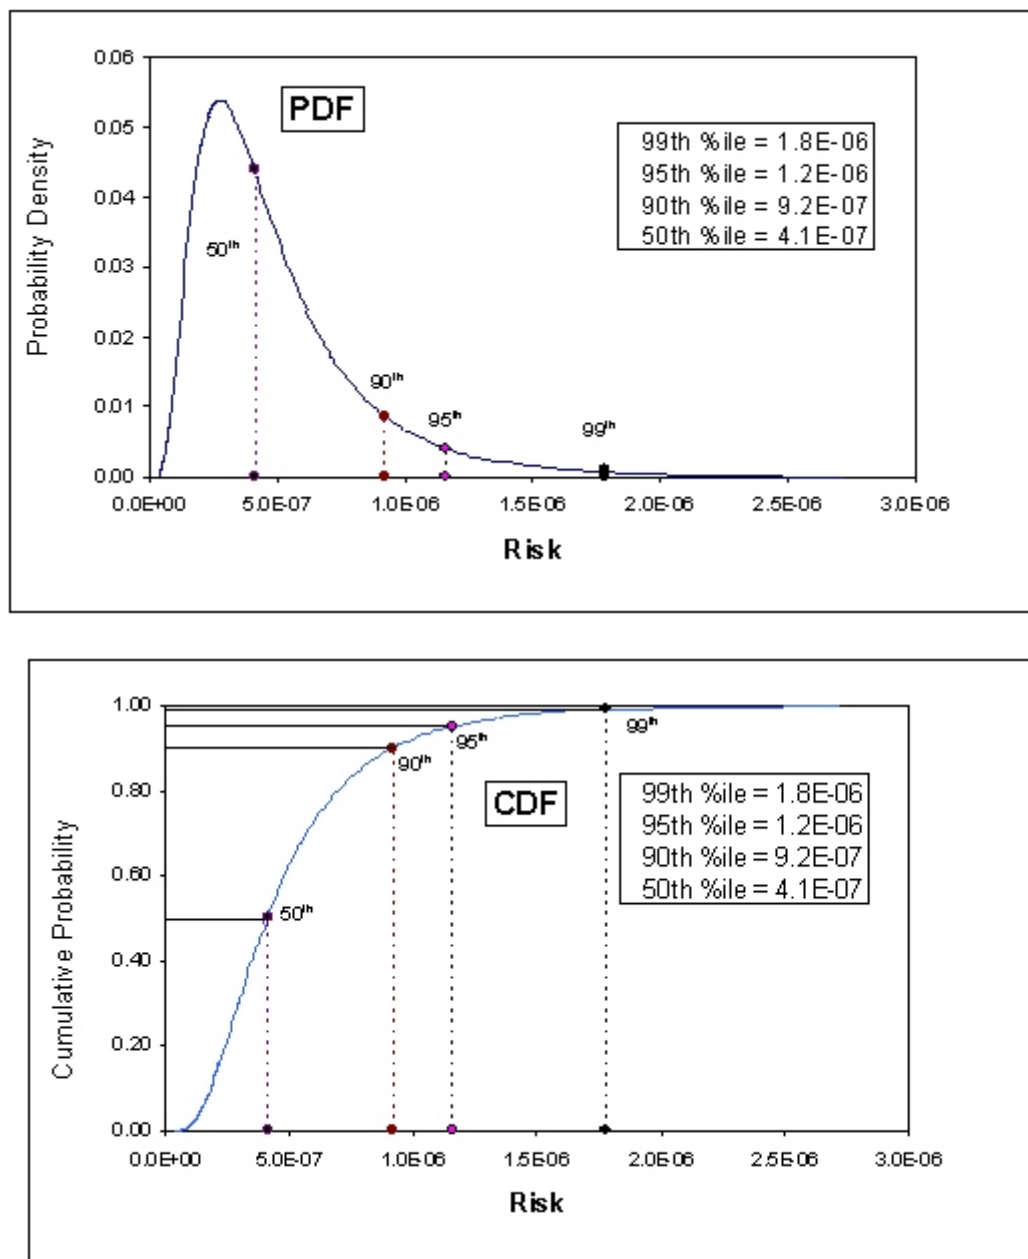 0.06
PDF
99th %ile = 1.8E-06
0.05
95th %ile = 1.2E-06
90th %ile = 9.2E-07
0.04
50th %ile = 4.1E-07
50th
Probability Density
0.03
0.02
90th
0.01
95th
99th
0.00
0.0E+00 5.0E-07 1.0E-06 1.5E-06 2.0E-06 2.5E-06 3.0E-06
Risk
1.00
99th
95th
90th
0.80
CDF
99th %ile = 1.8E-06
95th %ile = 1.2E-06
90th %ile = 9.2E-07
50th %ile = 4.1E-07
0.60
Cumulative Probability
50th
0.40
0.20
0.00
0.0E+00 5.0E-07 1.0E-06 1.5E-06 2.0E-06 2.5E-06 3.0E-06
Risk